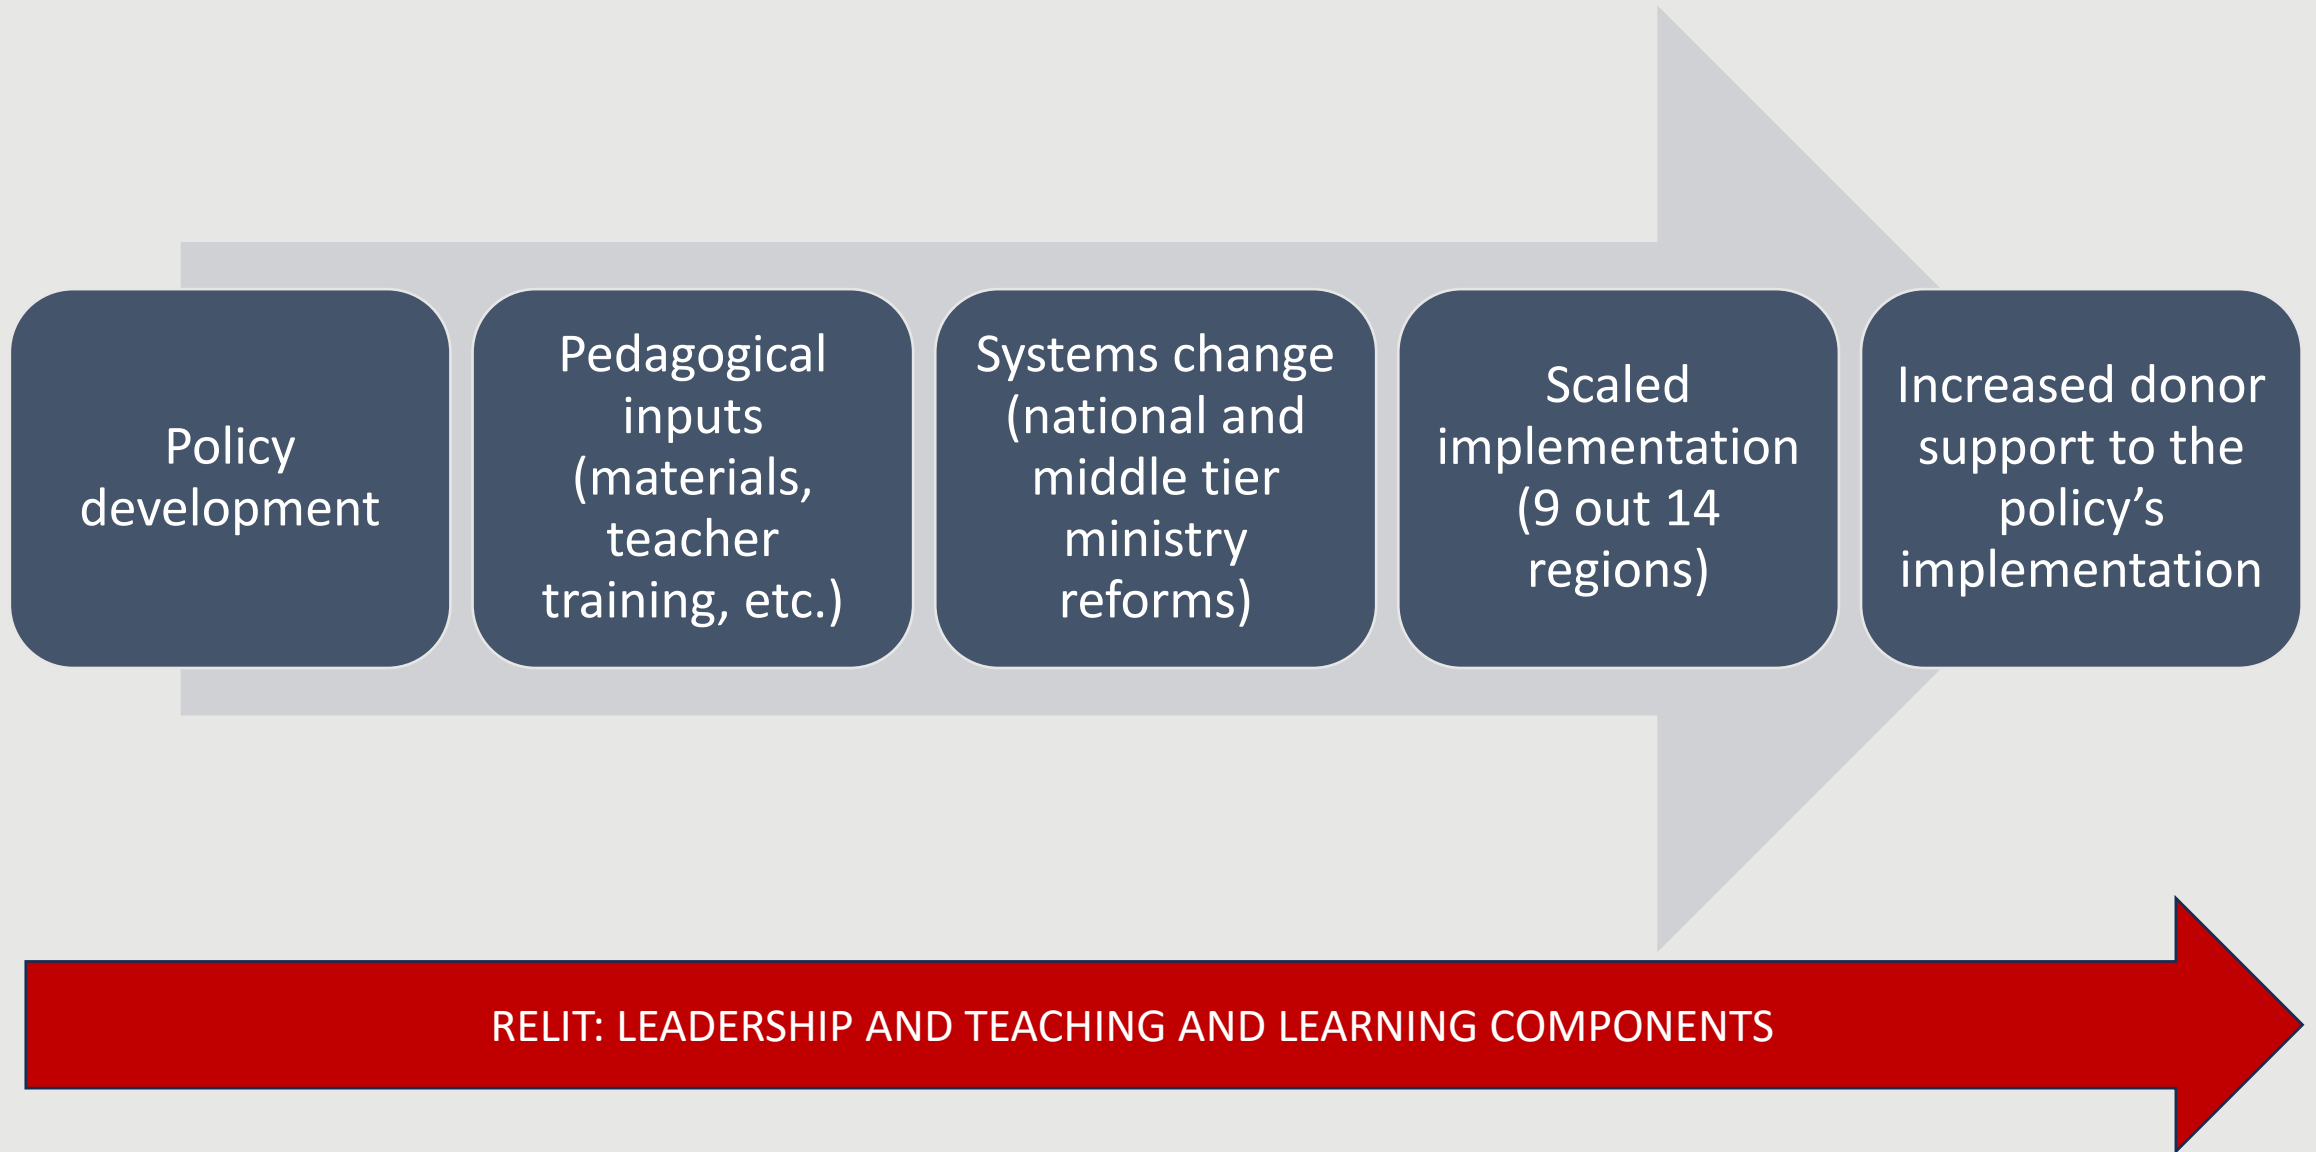 Policy
development
Pedagogical
inputs
(materials,
teacher
training, etc.)
Systems change
(national and
middle tier
ministry
reforms)
Scaled
implementation
(9 out 14
regions)
Increased donor
support to the
policy’s
implementation
RELIT: LEADERSHIP AND TEACHING AND LEARNING COMPONENTS